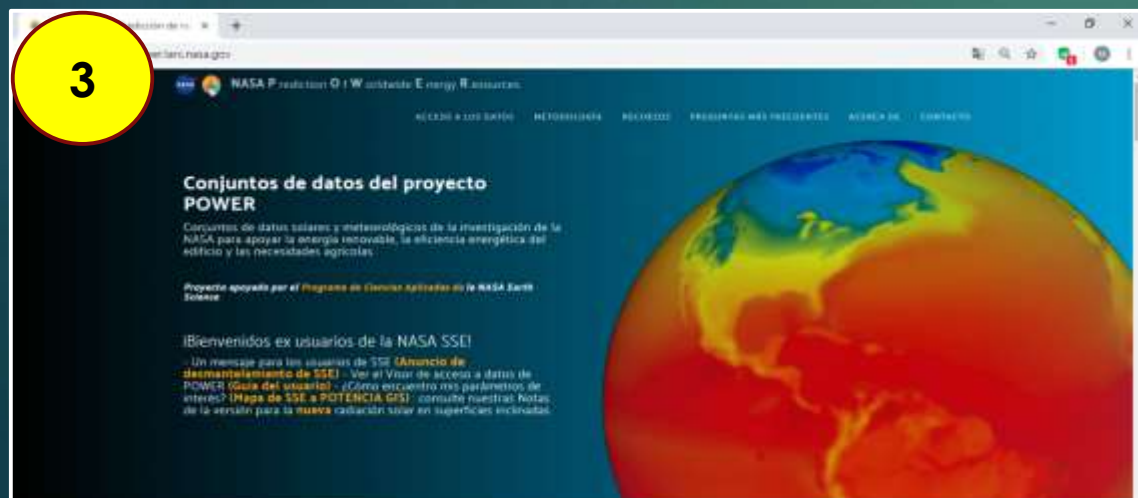 3
NASA Prediction Of Worldwide Energy Resources
ACCESO A LOS DATOS METODOLOGÍA RECURSOS PREGUNTAS MÁS FRECUENTES ACERCA DE CONTACTO
Conjuntos de datos del proyecto
POWER
Conjuntos de datos solares y meteorológicos de la investigación de la
NASA para apoyar la energía renovable, la eficiencia energética del
edificio y las necesidades agrícolas
Proyecto apoyado por el Programa de Ciencias Aplicadas de la NASA Earth
Science
¡Bienvenidos ex usuarios de la NASA SSE!
- Un mensaje para los usuarios de SSE (Anuncio de
desmantelamiento de SSE) - Ver el Visor de acceso a datos de
POWER (Guía del usuario) - ¿Cómo encuentro mis parámetros de
interés? (Mapa de SSE a POTENCIA GIS) : consulte nuestras Notas
de la versión para la nueva radiación solar en superficies inclinadas